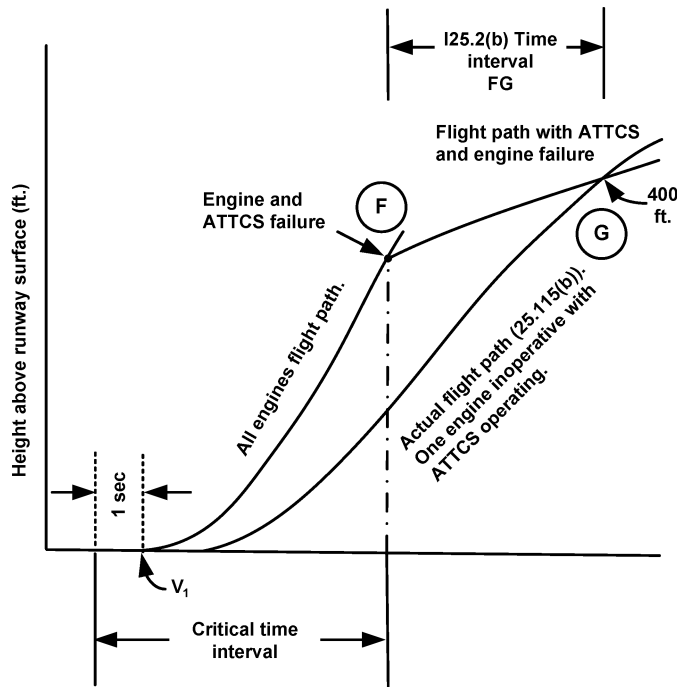 I25.2(b) Time
interval
FG
Flight path with ATTCS
and engine failure
Engine and
ATTCS failure
F
400
ft.
G
Height above runway surface (ft.)
All engines flight path.
Actual flight path (25.115(b)).
One engine inoperative with
ATTCS operating.
1 sec
V1
Critical time
interval